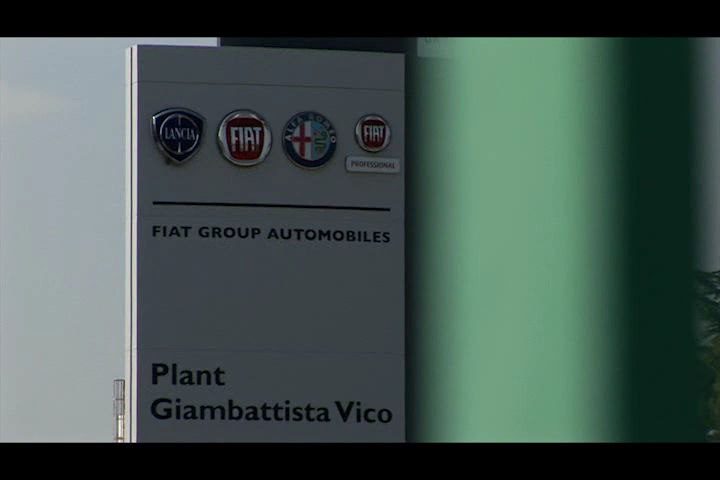 LANCIA FIAT ALFA ROMEO FIAT
PROFESSIONAL
FIAT GROUP AUTOMOBILES
Plant
Giambattista Vico